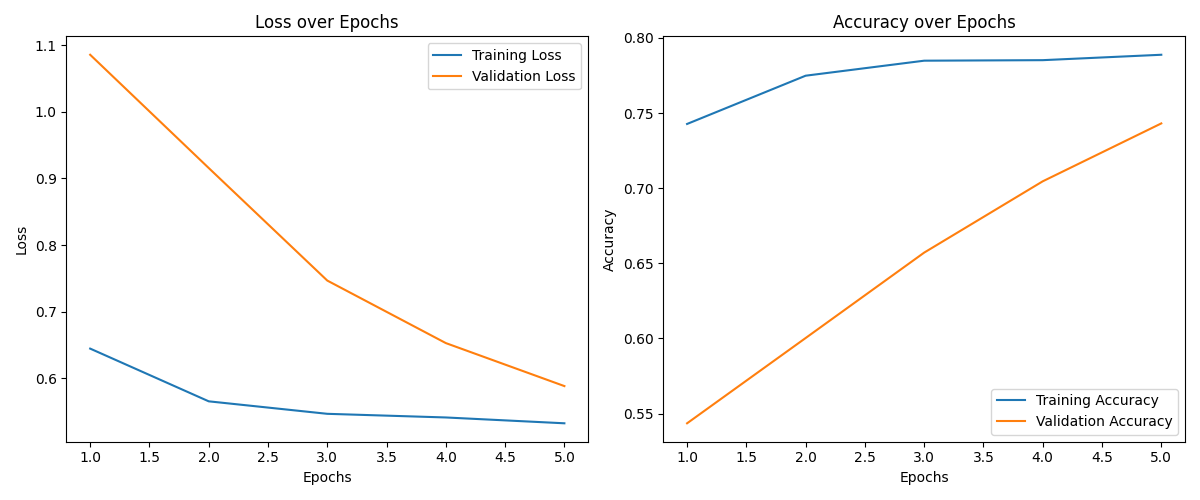 Loss over Epochs
1.1
1.0
0.9
0.8
0.7
0.6
Loss
Training Loss
Validation Loss
1.0 1.5 2.0 2.5 3.0 3.5 4.0 4.5 5.0
Epochs
Accuracy over Epochs
0.80
0.75
0.70
0.65
0.60
0.55
Accuracy
Training Accuracy
Validation Accuracy
1.0 1.5 2.0 2.5 3.0 3.5 4.0 4.5 5.0
Epochs